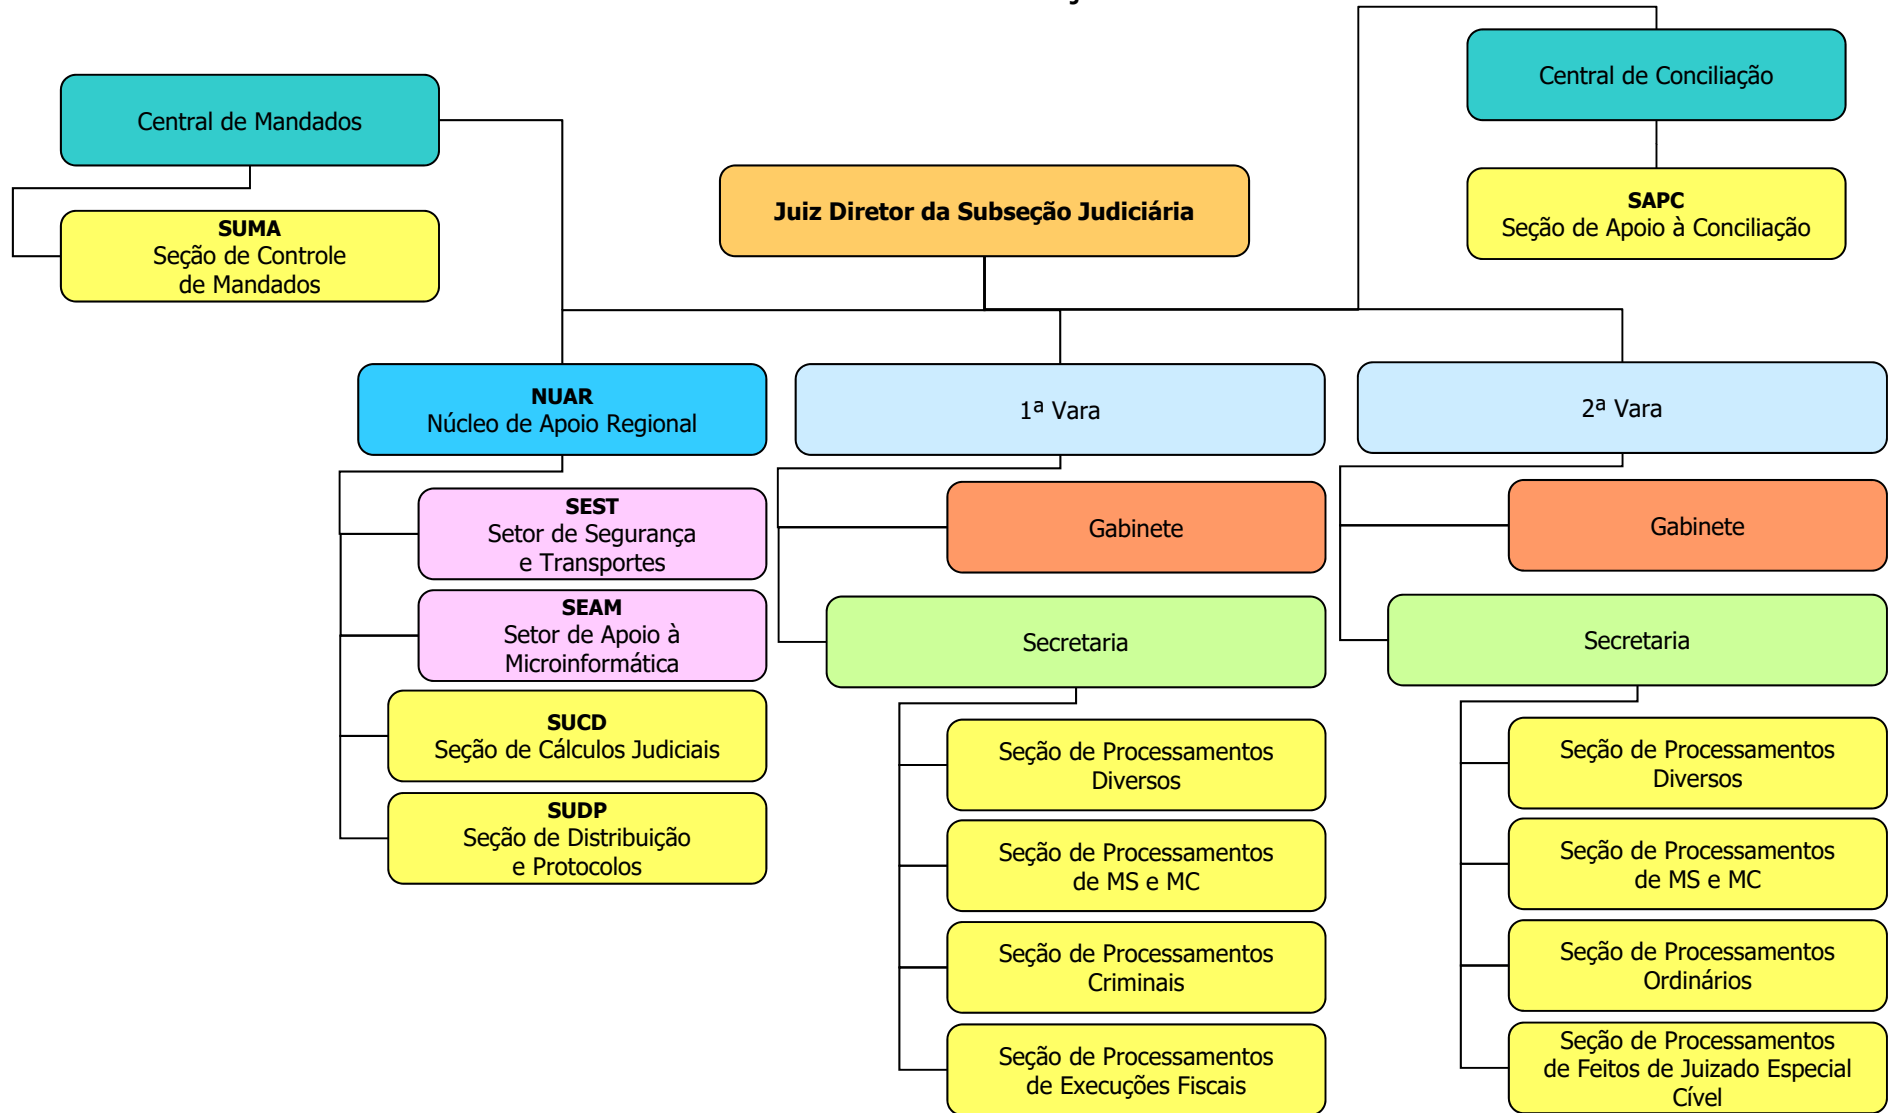 Central de Conciliação
Central de Mandados
SAPC
Seção de Apoio à Conciliação
Juiz Diretor da Subseção Judiciária
SUMA
Seção de Controle
de Mandados
NUAR
Núcleo de Apoio Regional
1ª Vara
2ª Vara
SEST
Setor de Segurança
e Transportes
SEAM
Setor de Apoio à
Microinformática
SUCD
Seção de Cálculos Judiciais
SUDP
Seção de Distribuição
e Protocolos
Gabinete
Secretaria
Seção de Processamentos
Diversos
Seção de Processamentos
de MS e MC
Seção de Processamentos
Criminais
Seção de Processamentos
de Execuções Fiscais
Gabinete
Secretaria
Seção de Processamentos
Diversos
Seção de Processamentos
de MS e MC
Seção de Processamentos
Ordinários
Seção de Processamentos
de Feitos de Juizado Especial
Cível